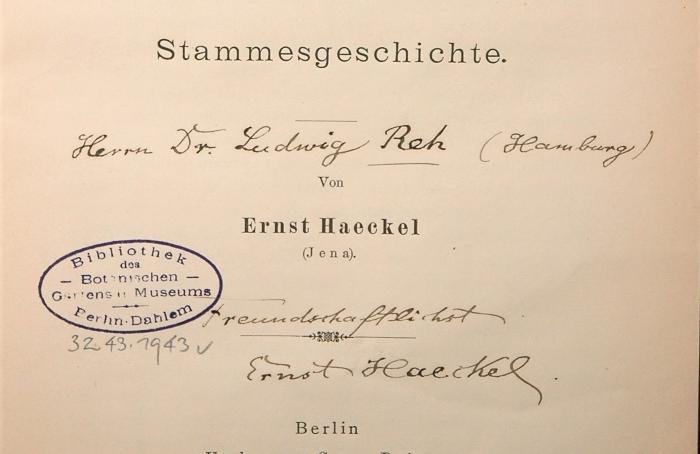 Stammesgeschichte.
Herrn Dr. Ludwig Reh (Hamburg)
Von
Ernst Haeckel
(Jena).
Bibliothek
des
— Botanischen —
Gartens u Museums
Berlin-Dahlem
32.43.1943
Freundschaftlichst
Ernst Haeckel.
Berlin